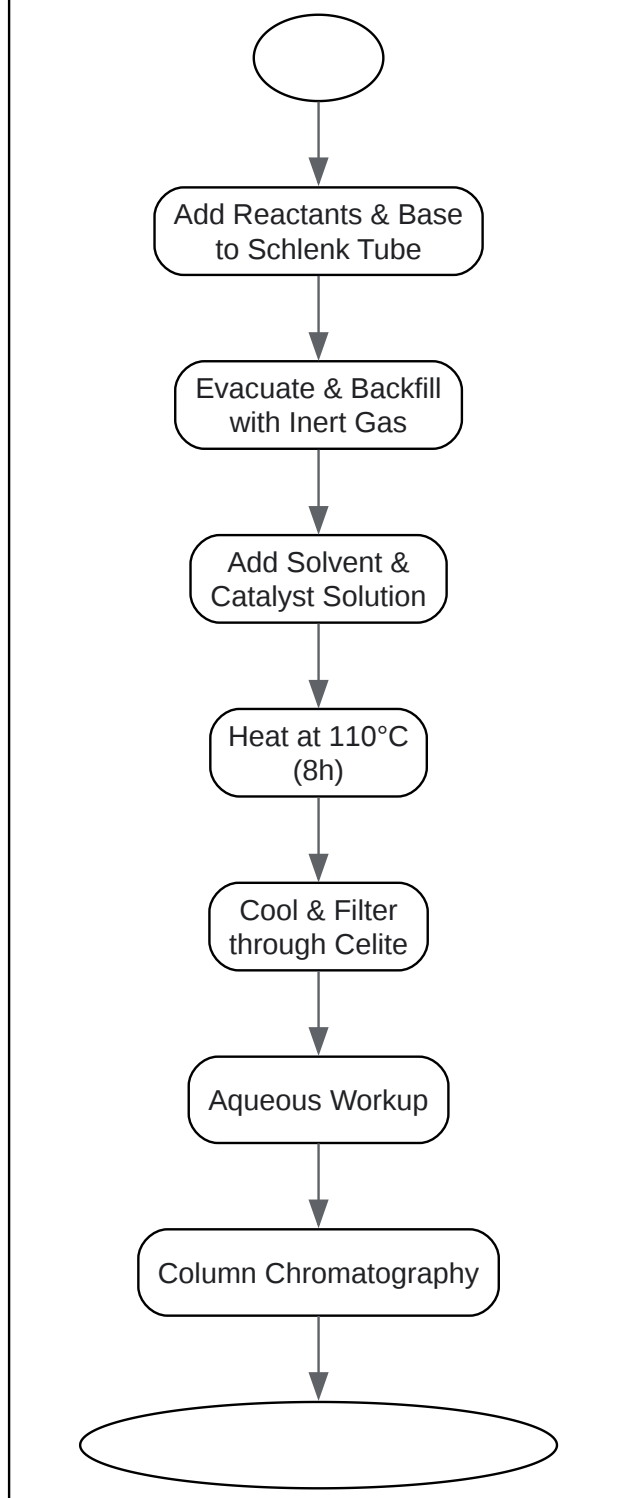 Add Reactants & Base
to Schlenk Tube
Evacuate & Backfill
with Inert Gas
Add Solvent &
Catalyst Solution
Heat at 110°C
(8h)
Cool & Filter
through Celite
Aqueous Workup
Column Chromatography